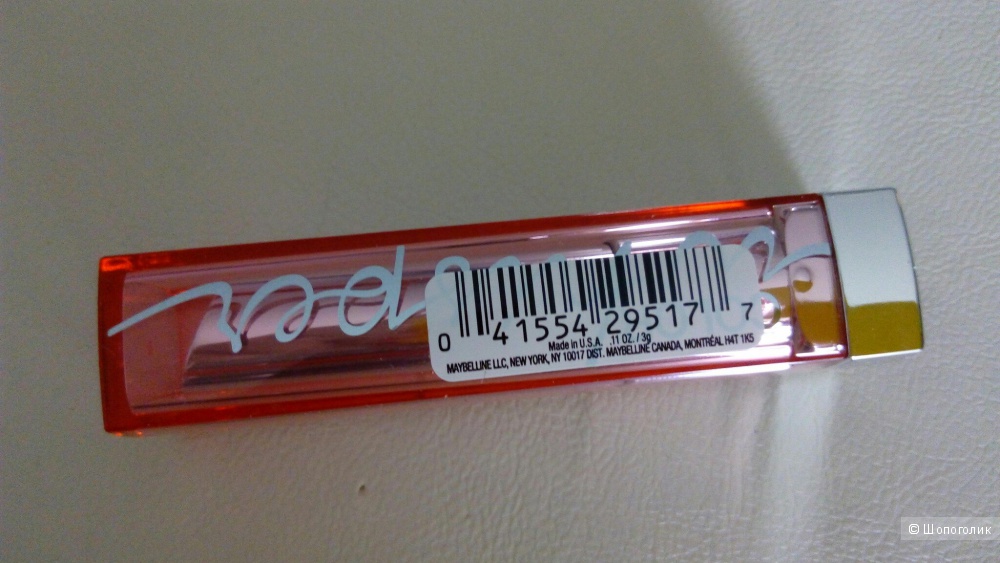 0 41554 29517 7
Made in U.S.A. .11 OZ. / 3g
MAYBELLINE LLC, NEW YORK, NY 10017 DIST. MAYBELLINE CANADA, MONTRÉAL H4T 1K5
© Шопоголик